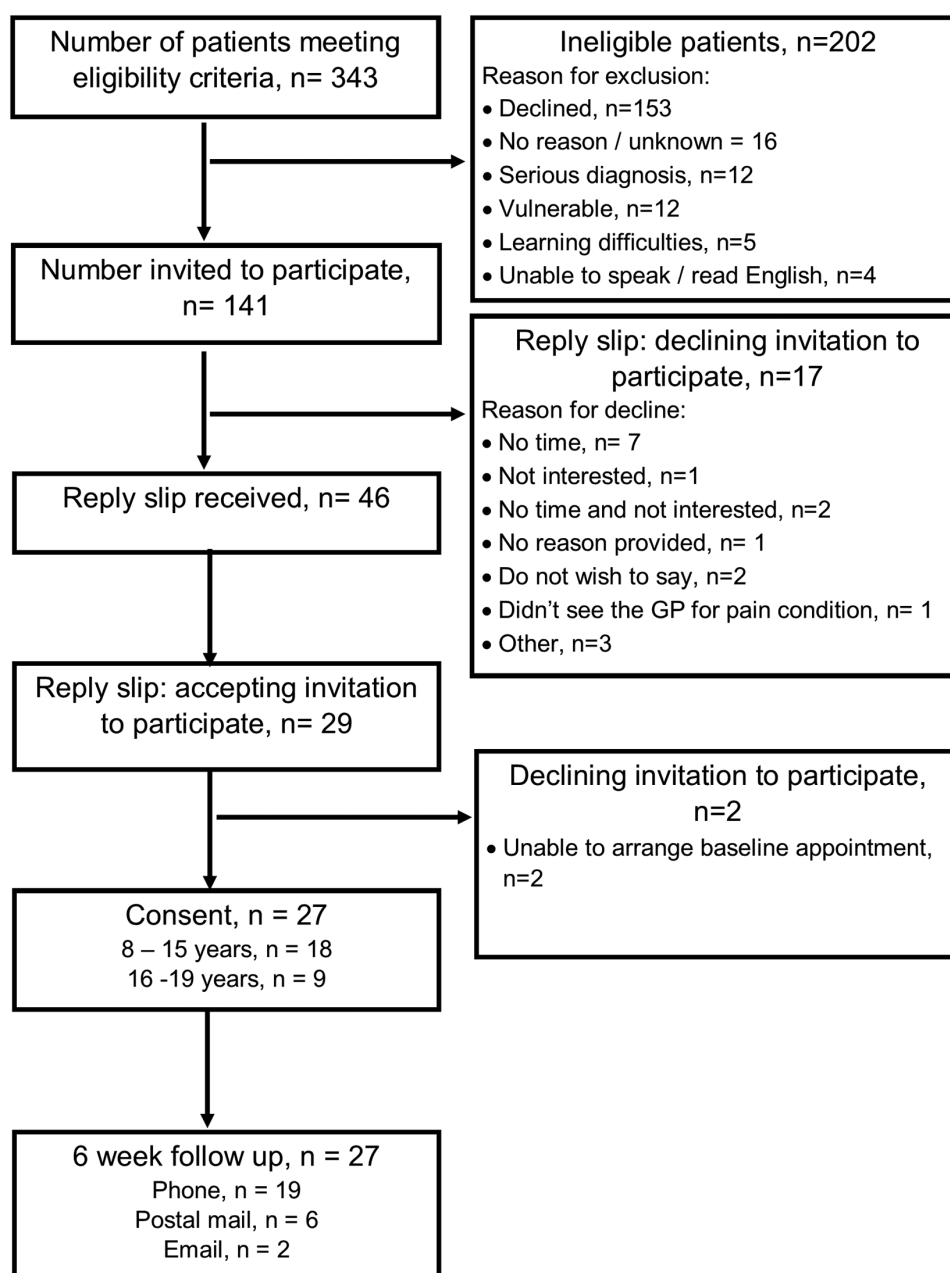 Number of patients meeting
eligibility criteria, n= 343
Ineligible patients, n=202
Reason for exclusion:
• Declined, n=153
• No reason / unknown = 16
• Serious diagnosis, n=12
• Vulnerable, n=12
• Learning difficulties, n=5
• Unable to speak / read English, n=4
Number invited to participate,
n= 141
Reply slip: declining invitation to
participate, n=17
Reason for decline:
• No time, n= 7
• Not interested, n=1
• No time and not interested, n=2
• No reason provided, n= 1
• Do not wish to say, n=2
• Didn’t see the GP for pain condition, n= 1
• Other, n=3
Reply slip received, n= 46
Reply slip: accepting invitation
to participate, n= 29
Declining invitation to participate,
n=2
• Unable to arrange baseline appointment,
n=2
Consent, n = 27
8 – 15 years, n = 18
16 -19 years, n = 9
6 week follow up, n = 27
Phone, n = 19
Postal mail, n = 6
Email, n = 2